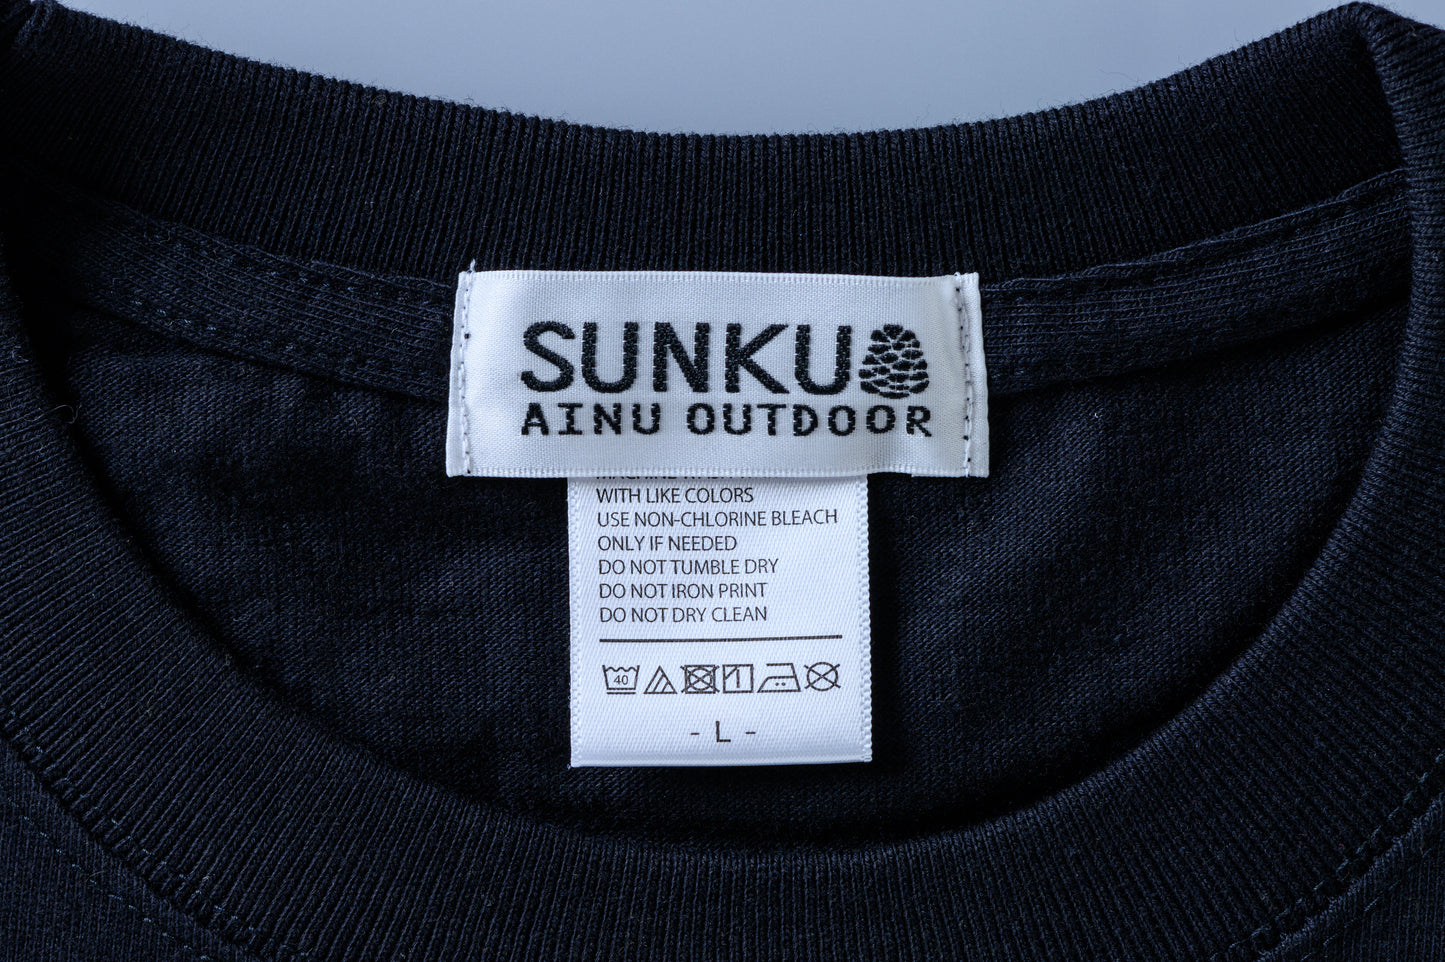 SUNKU
AINU OUTDOOR
WITH LIKE COLORS
USE NON-CHLORINE BLEACH
ONLY IF NEEDED
DO NOT TUMBLE DRY
DO NOT IRON PRINT
DO NOT DRY CLEAN
40
- L -